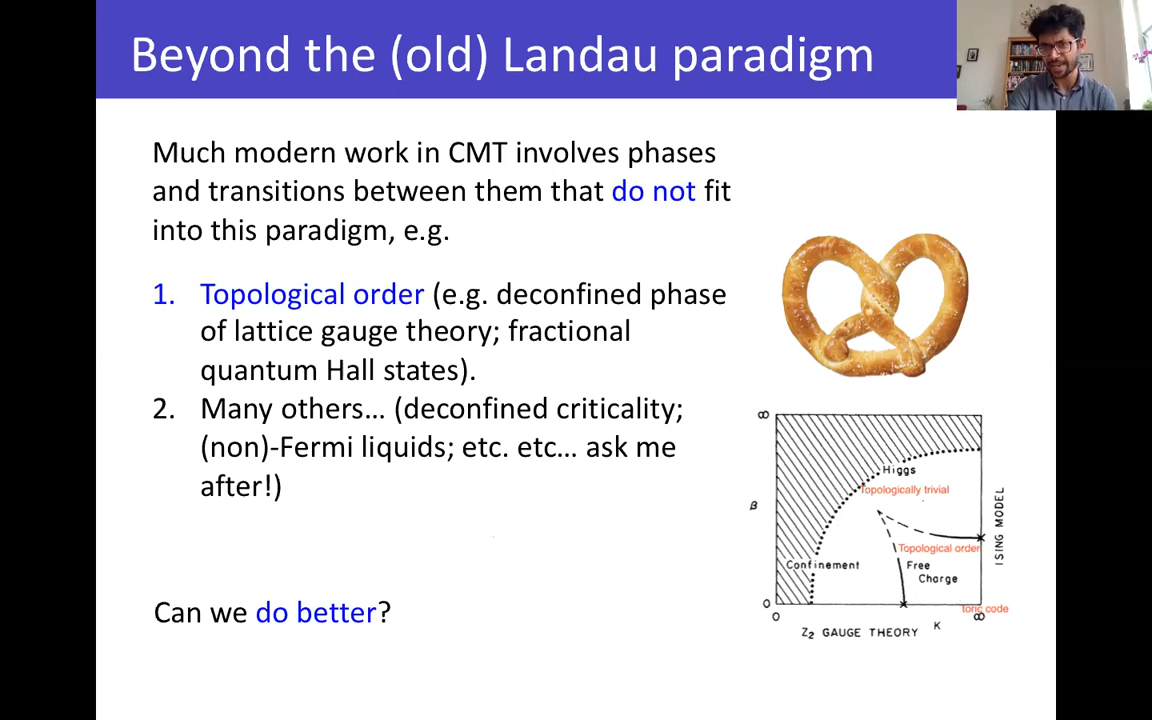 Beyond the (old) Landau paradigm
Much modern work in CMT involves phases
and transitions between them that do not fit
into this paradigm, e.g.
1. Topological order (e.g. deconfined phase
of lattice gauge theory; fractional
quantum Hall states).
2. Many others... (deconfined criticality;
(non)-Fermi liquids; etc. etc... ask me
after!)
Can we do better?
∞
Higgs
Topologically trivial
β
ISING MODEL
Topological order
Confinement
Free
Charge
0
toric code
0
∞
Z₂ GAUGE THEORY K